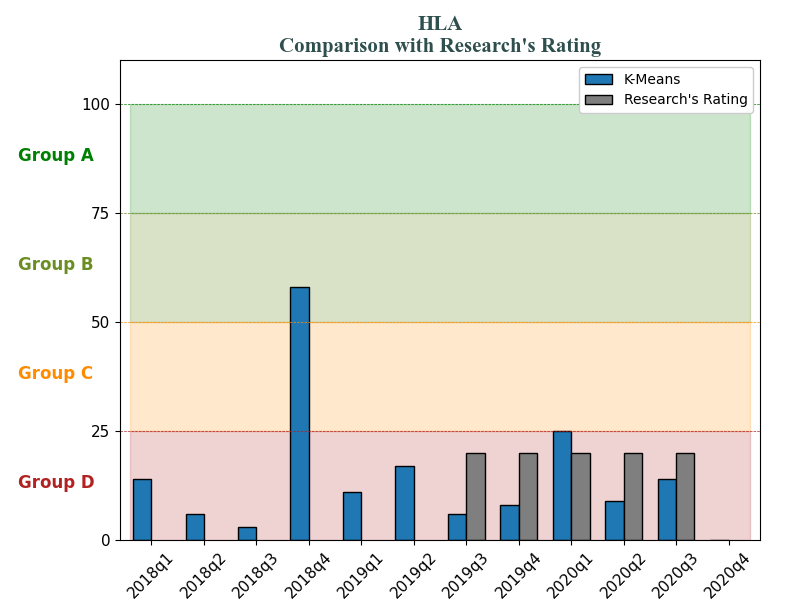 HLA
Comparison with Research's Rating
K-Means
Research's Rating
100
Group A
75
Group B
50
Group C
25
Group D
0
2018q1
2018q2
2018q3
2018q4
2019q1
2019q2
2019q3
2019q4
2020q1
2020q2
2020q3
2020q4